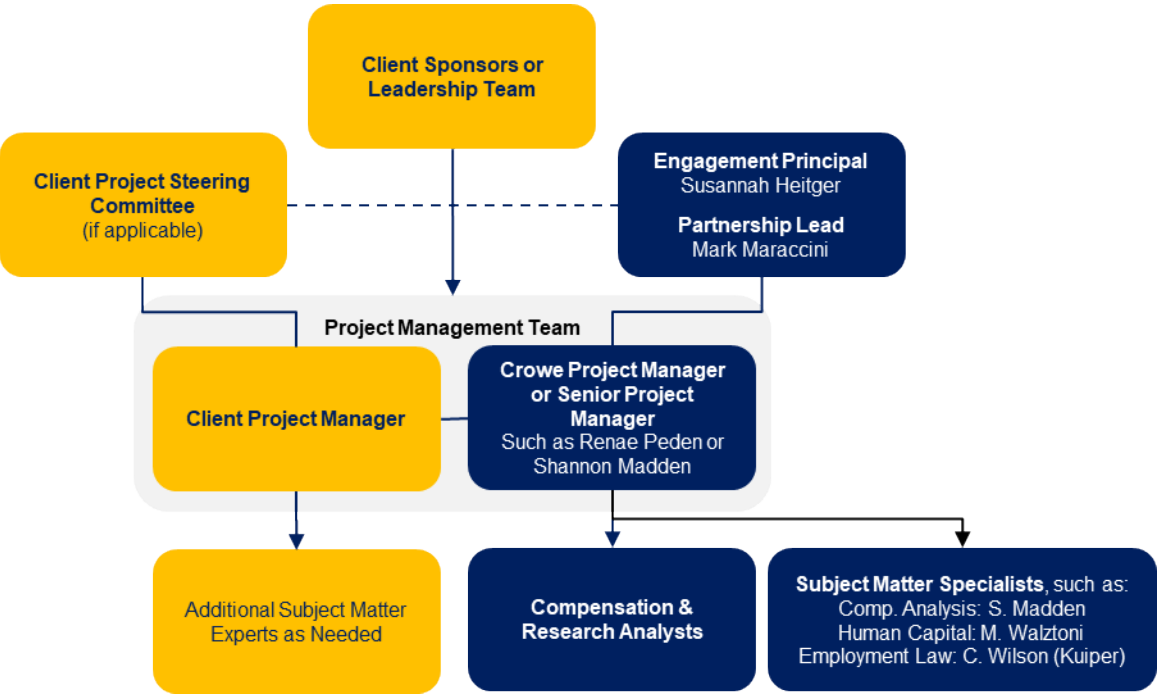 Client Sponsors or
Leadership Team
Client Project Steering
Committee
(if applicable)
Engagement Principal
Susannah Heitger
Partnership Lead
Mark Maraccini
Project Management Team
Client Project Manager
Crowe Project Manager
or Senior Project
Manager
Such as Renae Peden or
Shannon Madden
Additional Subject Matter
Experts as Needed
Compensation &
Research Analysts
Subject Matter Specialists, such as:
Comp. Analysis: S. Madden
Human Capital: M. Walztoni
Employment Law: C. Wilson (Kuiper)